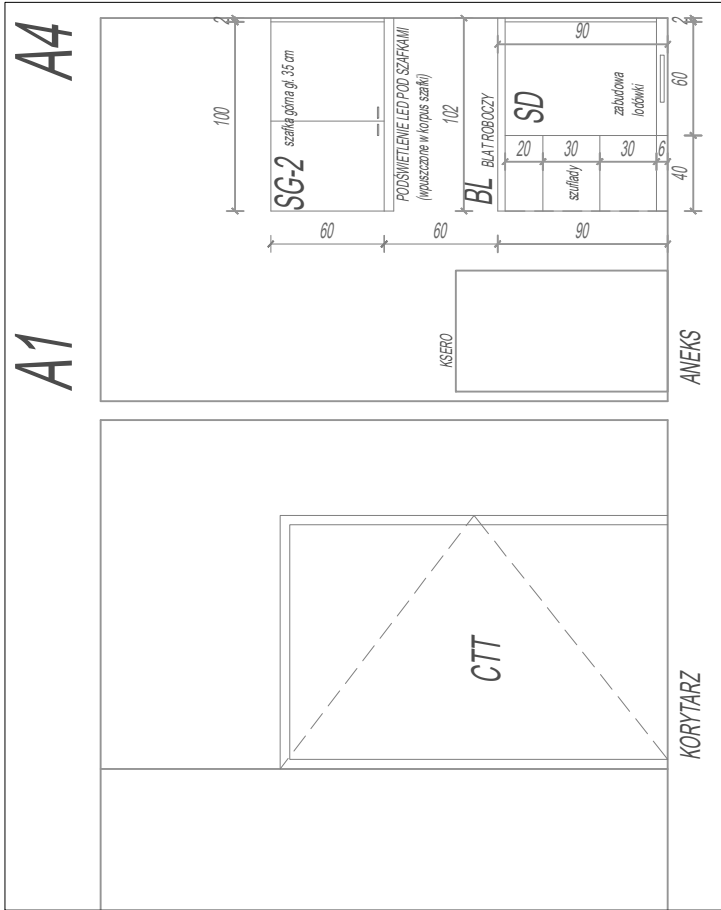 A1
A4
100
2
SG-2 szafka górna gł. 35 cm
60
PODŚWIETLENIE LED POD SZAFKAMI
(wpuszczone w korpus szafki)
102
60
BL BLAT ROBOCZY
SD
90
20
30
30
6
szuflady
zabudowa
lodówki
90
40
60
2
KSERO
CTT
KORYTARZ
ANEKS